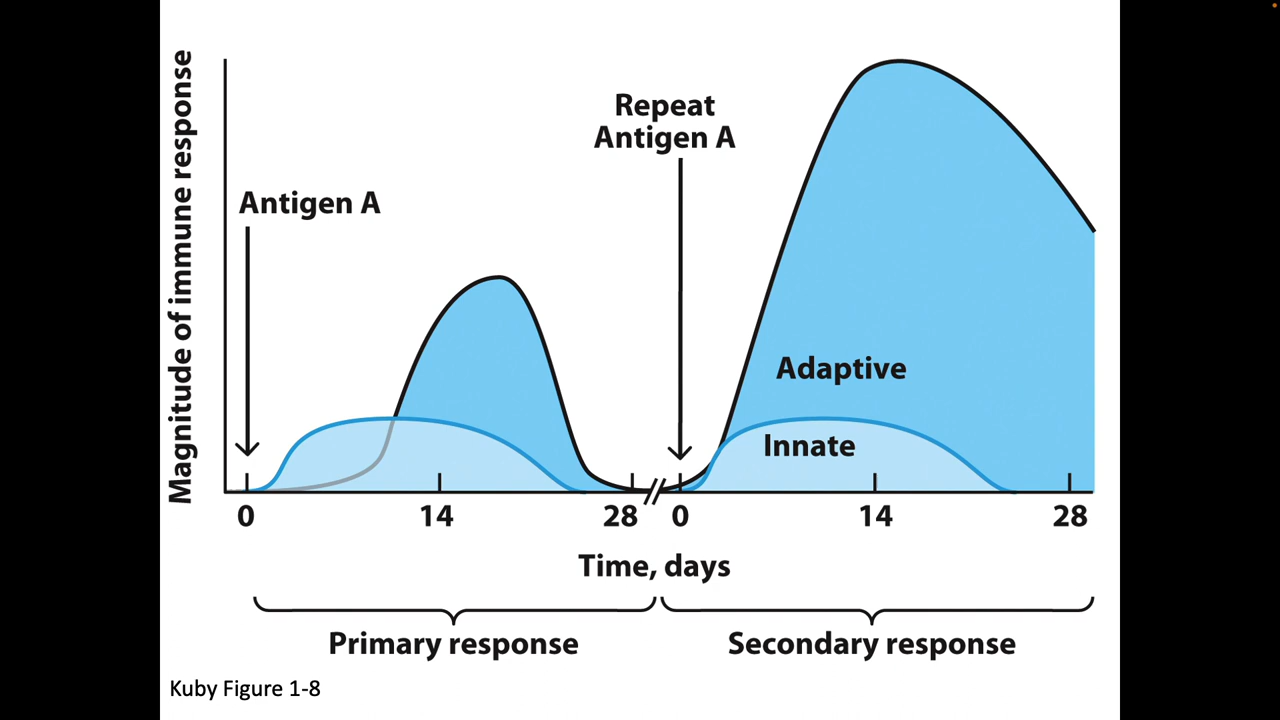 Magnitude of immune response
Antigen A
Repeat
Antigen A
Adaptive
Innate
0 14 28 0 14 28
Time, days
Primary response Secondary response
Kuby Figure 1-8